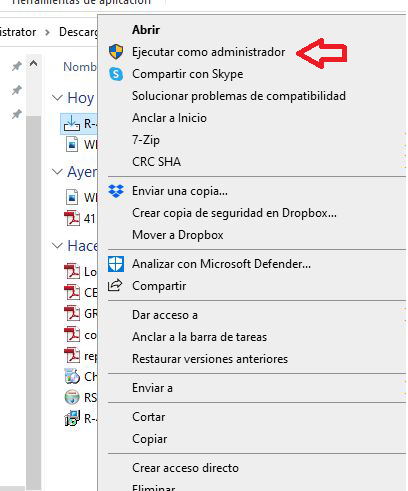 Herramientas de aplicación
istrator
Descarg
Nomb
Abrir
Ejecutar como administrador
Compartir con Skype
Solucionar problemas de compatibilidad
Hoy
Anclar a Inicio
R-
7-Zip
WI
CRC SHA
Ayer
Enviar una copia...
WI
Crear copia de seguridad en Dropbox...
41
Mover a Dropbox
Hace
Analizar con Microsoft Defender...
Lo
Compartir
CE
GR
Dar acceso a
co
Anclar a la barra de tareas
rep
Restaurar versiones anteriores
Ch
Enviar a
RS
R-
Cortar
Copiar
Crear acceso directo
Eliminar